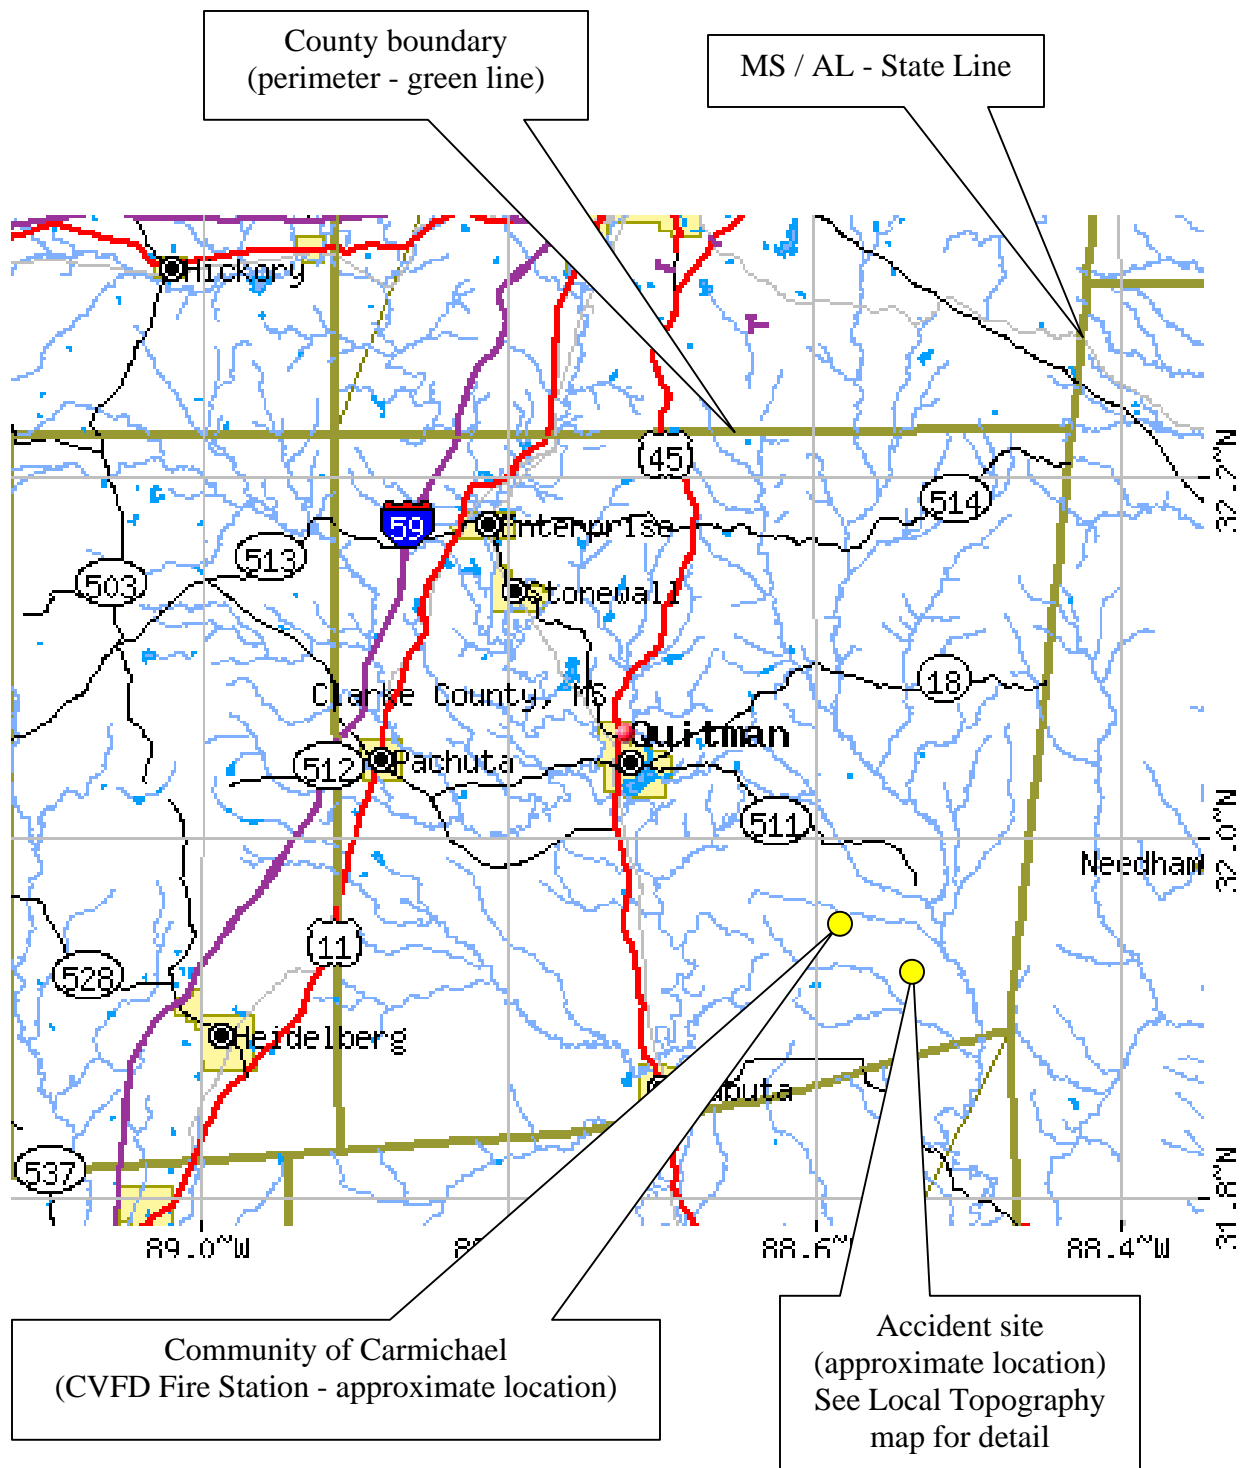 County boundary
(perimeter - green line)
MS / AL - State Line
Hickory
45
514
32.2~N
59
Enterprise
513
503
Stonewall
18
Clarke County, MS
Quitman
512
Pachuta
511
32.0~N
Needham
11
528
Heidelberg
buta
537
31.8~N
89.0~W
88.6~W
88.4~W
Community of Carmichael
(CVFD Fire Station - approximate location)
Accident site
(approximate location)
See Local Topography
map for detail